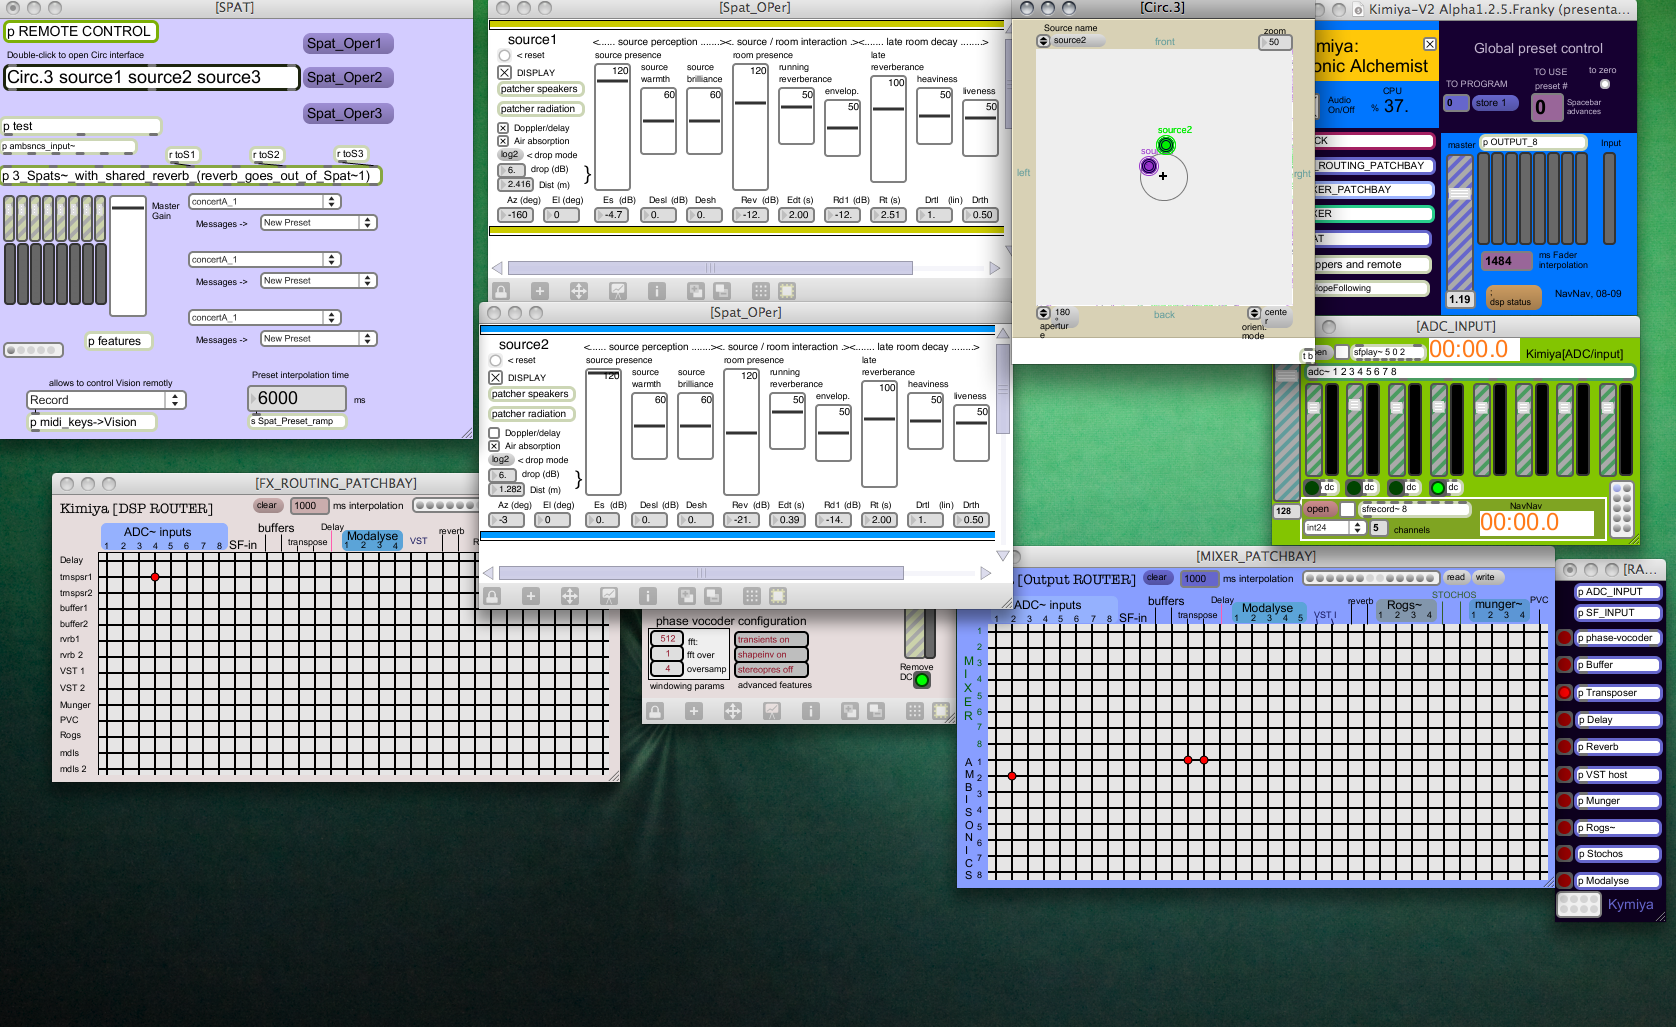 [SPAT]
p REMOTE CONTROL
Double-click to open Circ interface
Circ.3 source1 source2 source3
Spat_Oper1
Spat_Oper2
Spat_Oper3
p test
p ambsncs_input~
r toS1
r toS2
r toS3
p 3_Spats~_with_shared_reverb_(reverb_goes_out_of_Spat~1)
Master
Gain
concertA_1
Messages ->
New Preset
concertA_1
Messages ->
New Preset
concertA_1
Messages ->
New Preset
p features
allows to control Vision remotly
Record
p midi_keys->Vision
Preset interpolation time
6000
ms
s Spat_Preset_ramp
[Spat_OPer]
source1
<..... source perception .......><. source / room interaction .><...... late room decay .......>
< reset
DISPLAY
patcher speakers
patcher radiation
Doppler/delay
Air absorption
log2 < drop mode
6. drop (dB)
2.416 Dist (m)
source presence
source
warmth
source
brilliance
room presence
running
reverberance
envelop.
late
reverberance
heaviness
liveness
120 60 60 120 50 50 100 50 50
Az (deg) El (deg) Es (dB) Desl (dB) Desh Rev (dB) Edt (s) Rd1 (dB) Rt (s) Drtl (lin) Drth
-160 0 -4.7 0. 0. -12. 2.00 -12. 2.51 1. 0.50
[Spat_OPer]
source2
<..... source perception .......><. source / room interaction .><...... late room decay .......>
< reset
DISPLAY
patcher speakers
patcher radiation
Doppler/delay
Air absorption
log2 < drop mode
6. drop (dB)
1.282 Dist (m)
source presence
source
warmth
source
brilliance
room presence
running
reverberance
envelop.
late
reverberance
heaviness
liveness
120 60 60 120 50 50 100 50 50
Az (deg) El (deg) Es (dB) Desl (dB) Desh Rev (dB) Edt (s) Rd1 (dB) Rt (s) Drtl (lin) Drth
-3 0 0. 0. 0. -21. 0.39 -14. 2.00 1. 0.50
[Circ.3]
Source name
source2
front
zoom
50
source2
sou
left
rght
180
apertur
e
back
cente
r
orient.
mode
t b
Kimiya-V2 Alpha1.2.5.Franky (presenta...
miya:
onic Alchemist
Audio
On/Off
CPU
% 37.
Global preset control
TO PROGRAM
0
store 1
TO USE
preset #
0
to zero
Spacebar
advances
CK
_ROUTING_PATCHBAY
IXER_PATCHBAY
XER
AT
ppers and remote
lopeFollowing
master
p OUTPUT_8
Input
1484
ms Fader
interpolation
1.19
dsp status
NavNav, 08-09
[ADC_INPUT]
pen
sfplay~ 5 0 2
00:00.0
Kimiya[ADC/input]
adc~ 1 2 3 4 5 6 7 8
dc
dc
dc
dc
128
open
sfrecord~ 8
NavNav
int24
5
channels
00:00.0
[FX_ROUTING_PATCHBAY]
Kimiya [DSP ROUTER]
clear
1000
ms interpolation
ADC~ inputs
1 2 3 4 5 6 7 8
SF-in
buffers
transpose
Delay
Modalyse
1 2 3 4
VST
reverb
R
Delay
trnspsr1
trnspsr2
buffer1
buffer2
rvrb1
rvrb 2
VST 1
VST 2
Munger
PVC
Rogs
mdls
mdls 2
phase vocoder configuration
512 fft:
1 fft over
4 oversamp
windowing params
transients on
shapeinv on
stereopres off
advanced features
Remove
DC
[MIXER_PATCHBAY]
[Output ROUTER]
clear
1000
ms interpolation
read
write
ADC~ inputs
1 2 3 4 5 6 7 8
SF-in
buffers
transpose
Delay
Modalyse
1 2 3 4 5
VST I
reverb
Rogs~
1 2 3 4
STOCHOS
munger~
1 2 3 4
PVC
MIXER
1
2
3
4
5
6
7
8
AMBISONICS
1
2
3
4
5
6
7
8
[RA...
p ADC_INPUT
p SF_INPUT
p phase-vocoder
p Buffer
p Transposer
p Delay
p Reverb
p VST host
p Munger
p Rogs~
p Stochos
p Modalyse
Kymiya